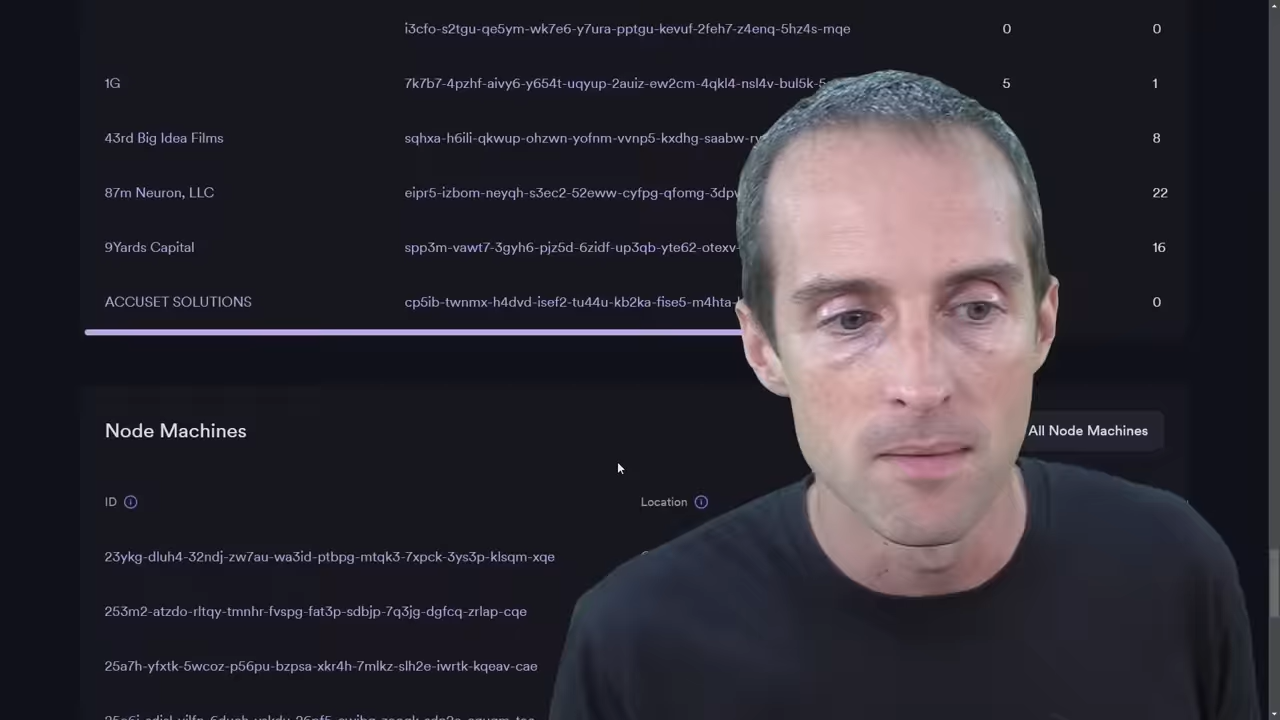 i3cfo-s2tgu-qe5ym-wk7e6-y7ura-pptgu-kevuf-2feh7-z4enq-5hz4s-mqe 0 0
1G 7k7b7-4pzhf-aivy6-y654t-uqyup-2auiz-ew2cm-4qkl4-nsl4v-bul5k-5 5 1
43rd Big Idea Films sqhxa-h6ili-qkwup-ohzwn-yofnm-vvnp5-kxdhg-saabw-rv 8
87m Neuron, LLC eipr5-izbom-neyqh-s3ec2-52eww-cyfpg-qfomg-3dpv 22
9Yards Capital spp3m-vawt7-3gyh6-pjz5d-6zidf-up3qb-yte62-otexv- 16
ACCUSET SOLUTIONS cp5ib-twnmx-h4dvd-isef2-tu44u-kb2ka-fise5-m4hta- 0
Node Machines All Node Machines
ID Location
23ykg-dluh4-32ndj-zw7au-wa3id-ptbpg-mtqk3-7xpck-3ys3p-klsqm-xqe
253m2-atzdo-rltqy-tmnhr-fvspg-fat3p-sdbjp-7q3jg-dgfcq-zrlap-cqe
25a7h-yfxtk-5wcoz-p56pu-bzpsa-xkr4h-7mlkz-slh2e-iwrtk-kqeav-cae